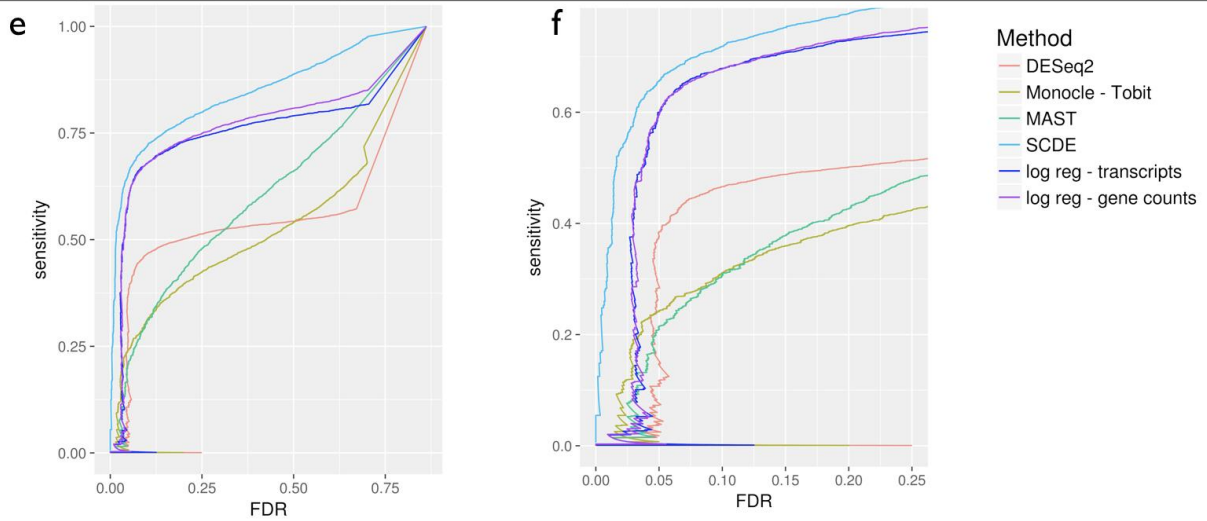 e
1.00
0.75
0.50
0.25
0.00
sensitivity
0.00 0.25 0.50 0.75
FDR
f
0.6
0.4
0.2
0.0
sensitivity
0.00 0.05 0.10 0.15 0.20 0.25
FDR
Method
DESeq2
Monocle - Tobit
MAST
SCDE
log reg - transcripts
log reg - gene counts